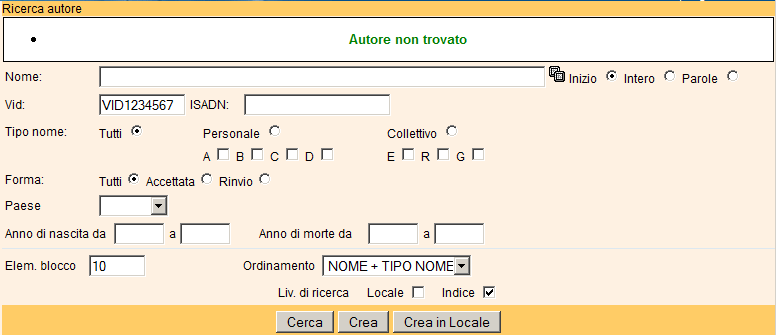 Ricerca autore
Autore non trovato
Nome: Inizio Intero Parole
Vid: VID1234567 ISADN:
Tipo nome: Tutti Personale Collettivo
A B C D E R G
Forma: Tutti Accettata Rinvio
Paese
Anno di nascita da a Anno di morte da a
Elem. blocco 10 Ordinamento NOME + TIPO NOME
Liv. di ricerca Locale Indice
Cerca Crea Crea in Locale